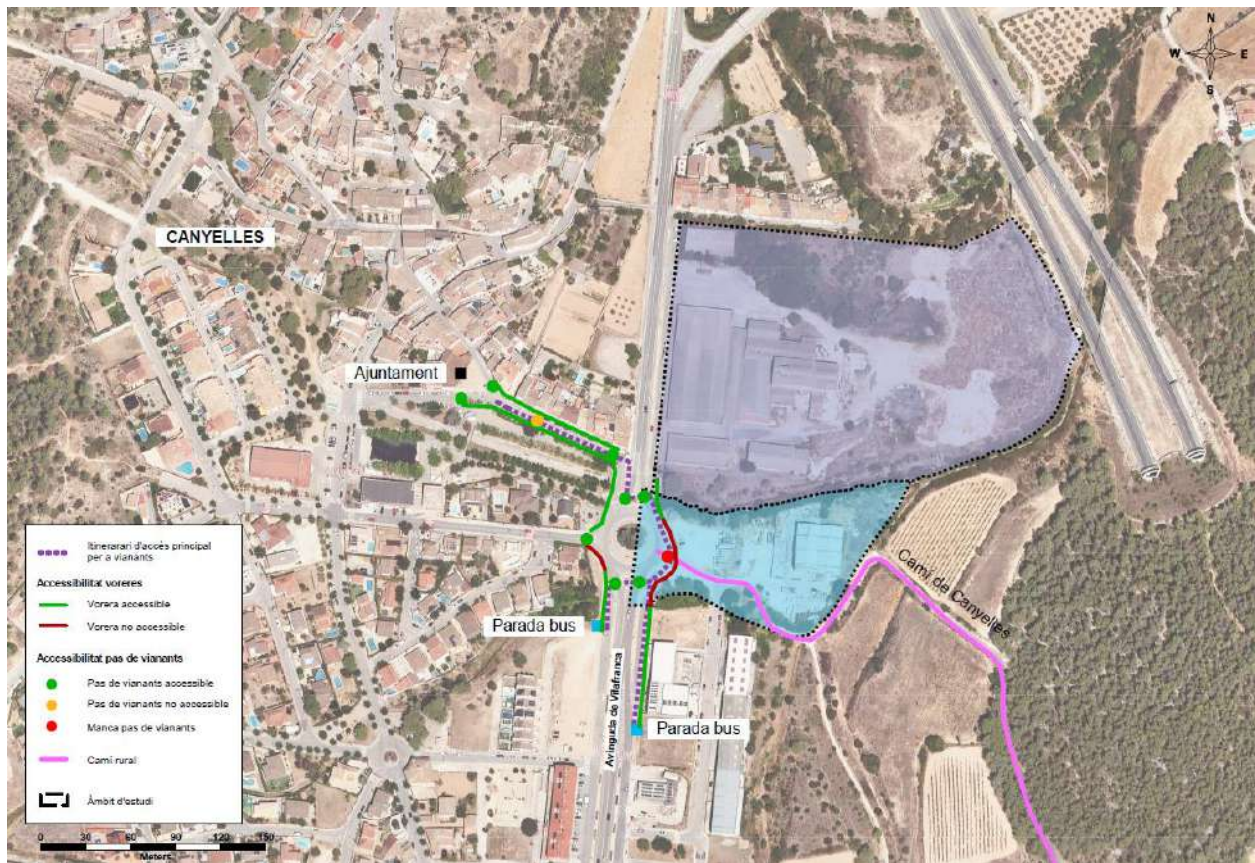 N
W
E
S
CANYELLES
Ajuntament
Camí de Canyelles
Parada bus
Avinguda de Vilafranca
Parada bus
Itinerarari d'accés principal
per a vianants
Accessibilitat voreres
Vorera accessible
Vorera no accessible
Accessibilitat pas de vianants
Pas de vianants accessible
Pas de vianants no accessible
Manca pas de vianants
Camí rural
Àmbit d'estudi
0 30 60 90 120 150
Meters